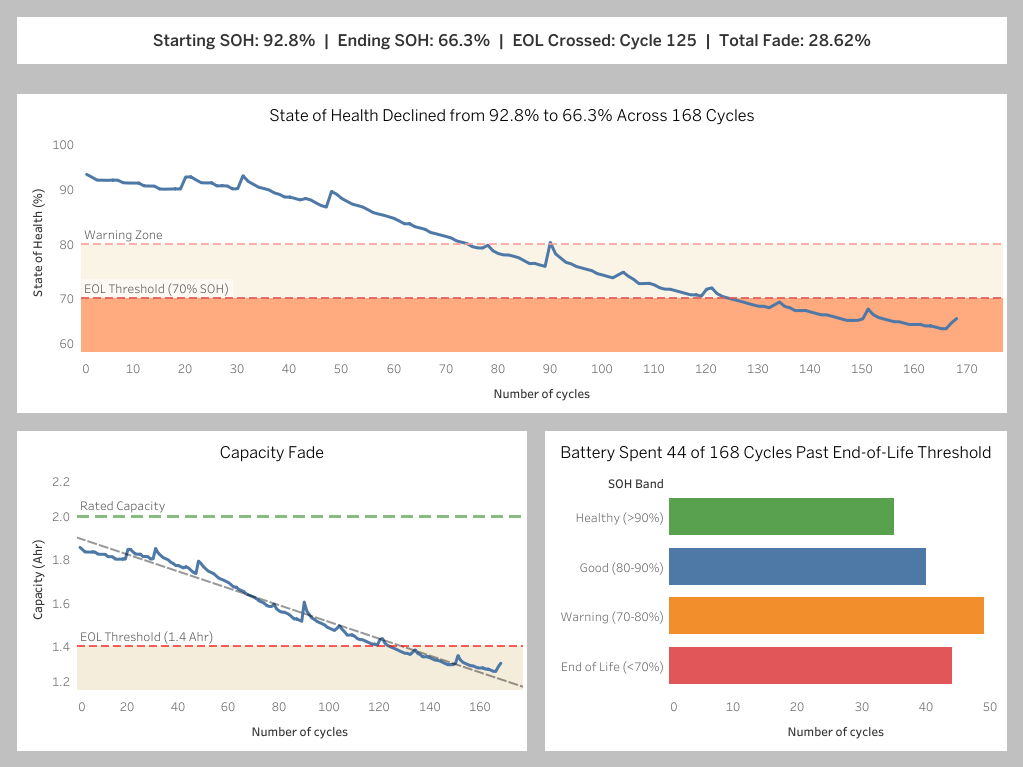 Starting SOH: 92.8% | Ending SOH: 66.3% | EOL Crossed: Cycle 125 | Total Fade: 28.62%
State of Health Declined from 92.8% to 66.3% Across 168 Cycles
State of Health (%)
100
90
80
70
60
Warning Zone
EOL Threshold (70% SOH)
0 10 20 30 40 50 60 70 80 90 100 110 120 130 140 150 160 170
Number of cycles
Capacity Fade
Capacity (Ahr)
2.2
2.0
1.8
1.6
1.4
1.2
Rated Capacity
EOL Threshold (1.4 Ahr)
0 20 40 60 80 100 120 140 160
Number of cycles
Battery Spent 44 of 168 Cycles Past End-of-Life Threshold
SOH Band
Healthy (>90%)
Good (80-90%)
Warning (70-80%)
End of Life (<70%)
0 10 20 30 40 50
Number of cycles